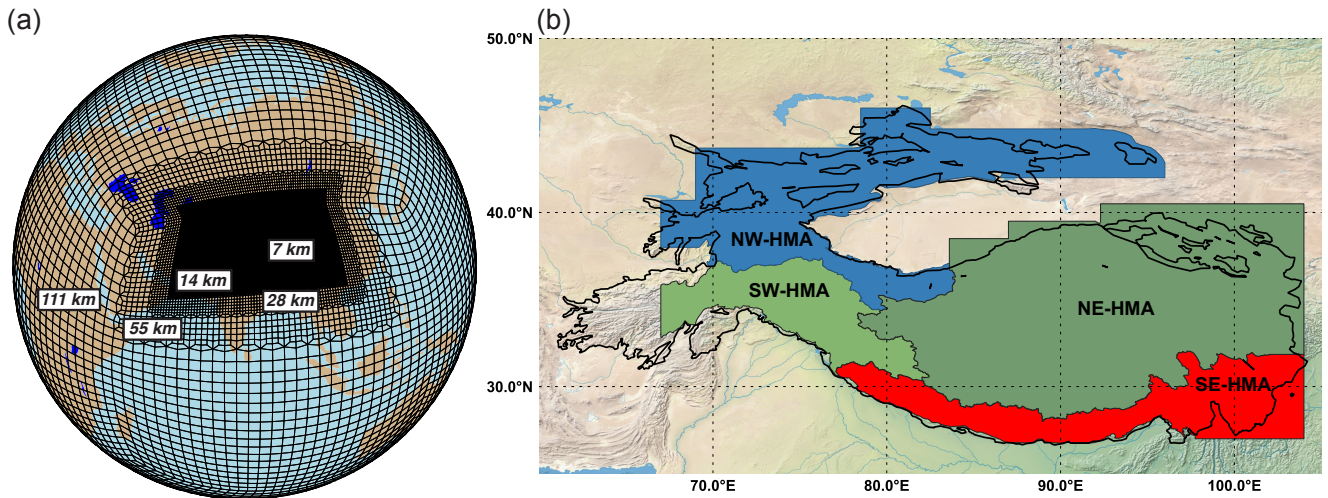 (a)
7 km
14 km
28 km
111 km
55 km
(b)
50.0°N
40.0°N
30.0°N
NW-HMA
SW-HMA
NE-HMA
SE-HMA
70.0°E
80.0°E
90.0°E
100.0°E